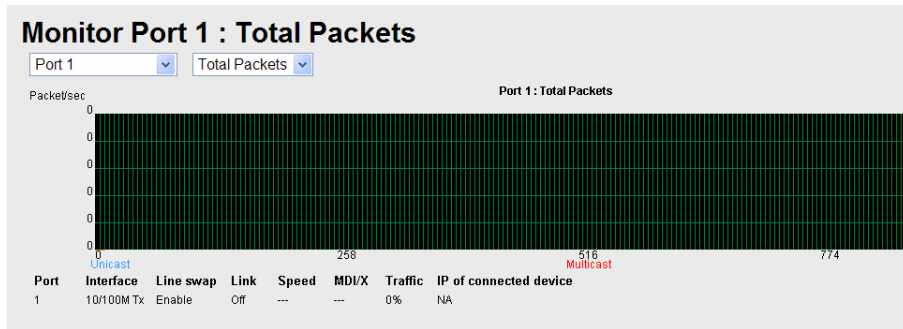 Monitor Port 1 : Total Packets
Port 1 Total Packets
Port 1 : Total Packets
Packet/sec
0
0
0
0
0
0
0 258 516 774
Unicast Multicast
Port Interface Line swap Link Speed MDI/X Traffic IP of connected device
1 10/100M Tx Enable Off --- --- 0% NA